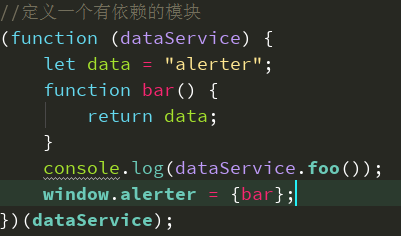 //定义一个有依赖的模块
(function (dataService) {
    let data = "alerter";
    function bar() {
        return data;
    }
    console.log(dataService.foo());
    window.alerter = {bar};
})(dataService);